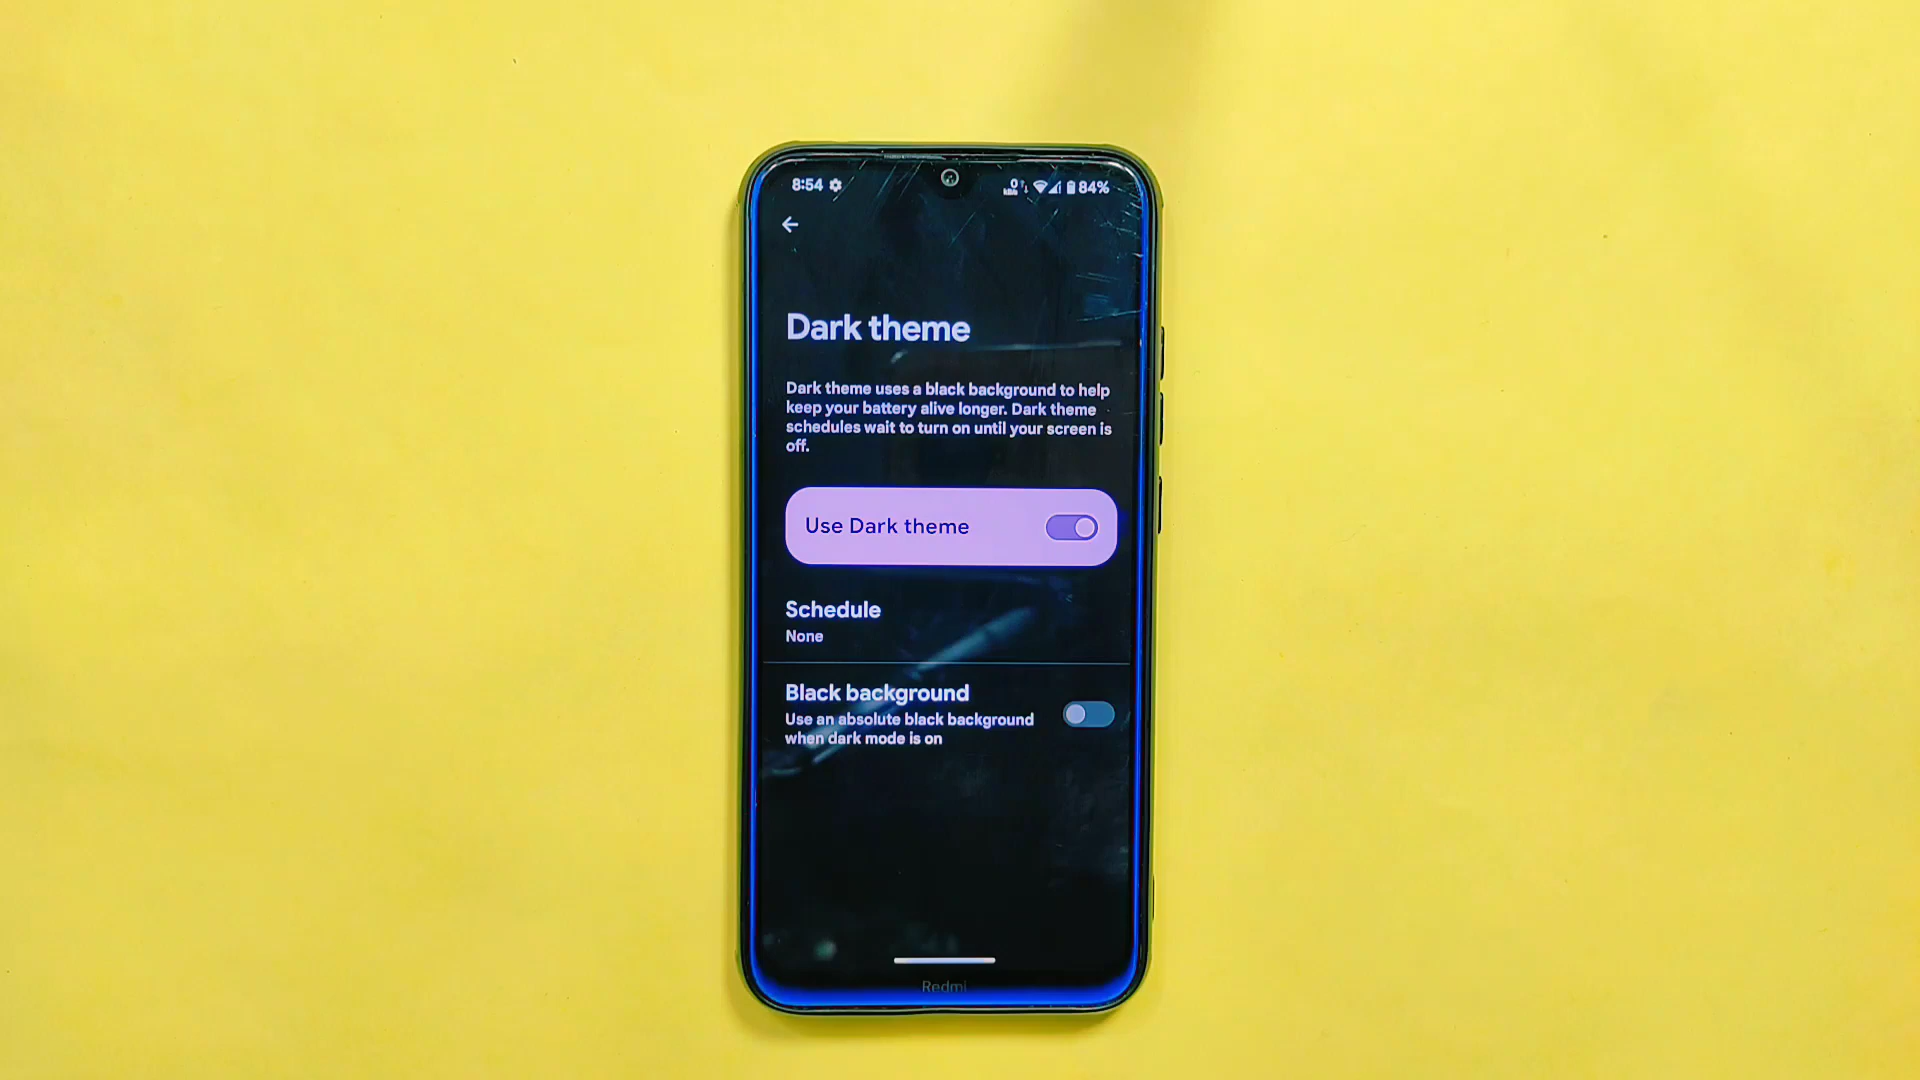 8:54 84%
Dark theme
Dark theme uses a black background to help
keep your battery alive longer. Dark theme
schedules wait to turn on until your screen is
off.
Use Dark theme
Schedule
None
Black background
Use an absolute black background
when dark mode is on
Redmi